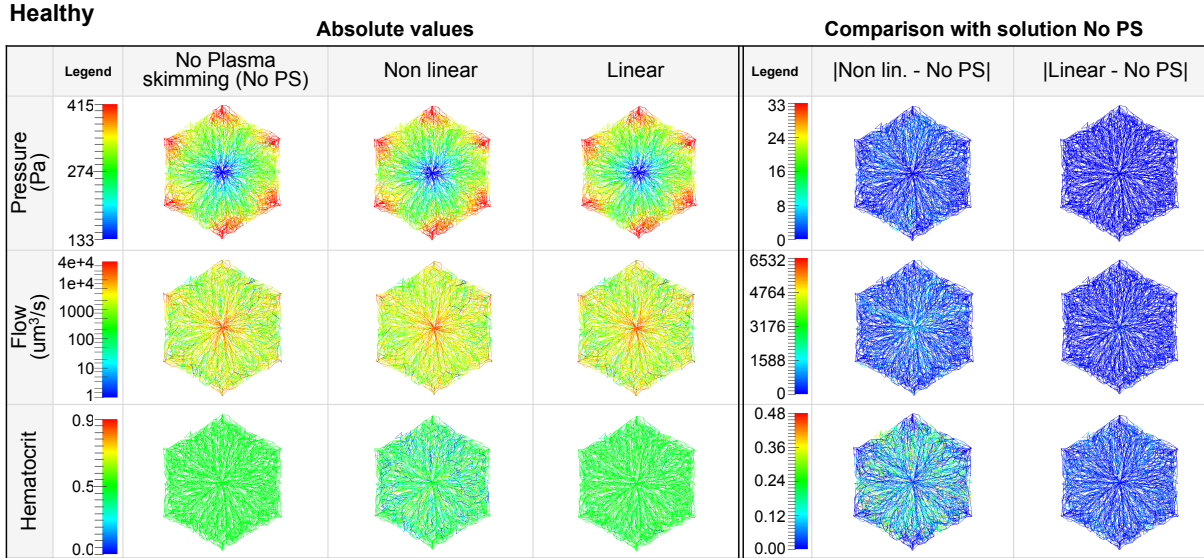 Healthy
Absolute values
Comparison with solution No PS
Legend
No Plasma
skimming (No PS)
Non linear
Linear
Legend
|Non lin. - No PS|
|Linear - No PS|
Pressure
(Pa)
415
274
133
33
24
16
8
0
Flow
(um³/s)
4e+4
1e+4
1000
100
10
1
6532
4764
3176
1588
0
Hematocrit
0.9
0.5
0.0
0.48
0.36
0.24
0.12
0.00